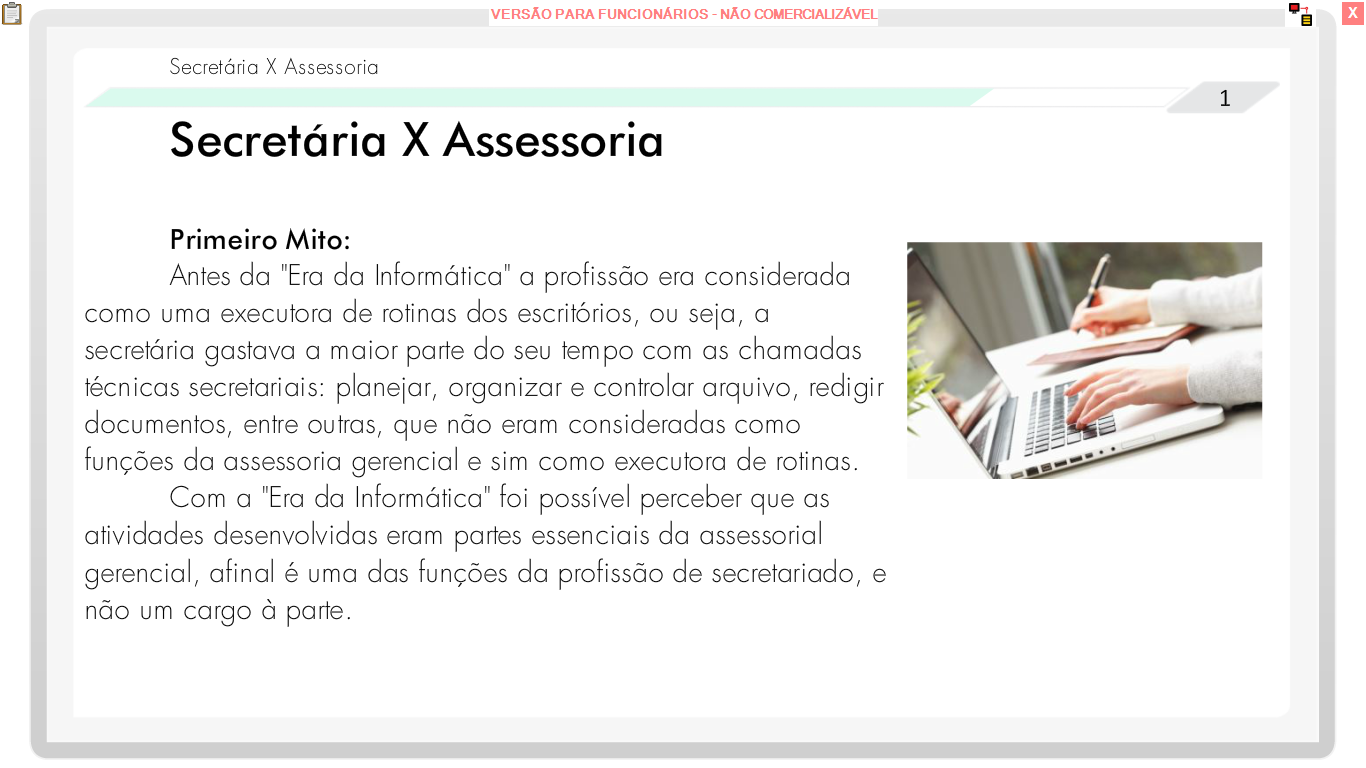 VERSÃO PARA FUNCIONÁRIOS - NÃO COMERCIALIZÁVEL
X
Secretária X Assessoria
1
Secretária X Assessoria
Primeiro Mito:
Antes da "Era da Informática" a profissão era considerada
como uma executora de rotinas dos escritórios, ou seja, a
secretária gastava a maior parte do seu tempo com as chamadas
técnicas secretariais: planejar, organizar e controlar arquivo, redigir
documentos, entre outras, que não eram consideradas como
funções da assessoria gerencial e sim como executora de rotinas.
Com a "Era da Informática" foi possível perceber que as
atividades desenvolvidas eram partes essenciais da assessorial
gerencial, afinal é uma das funções da profissão de secretariado, e
não um cargo à parte.